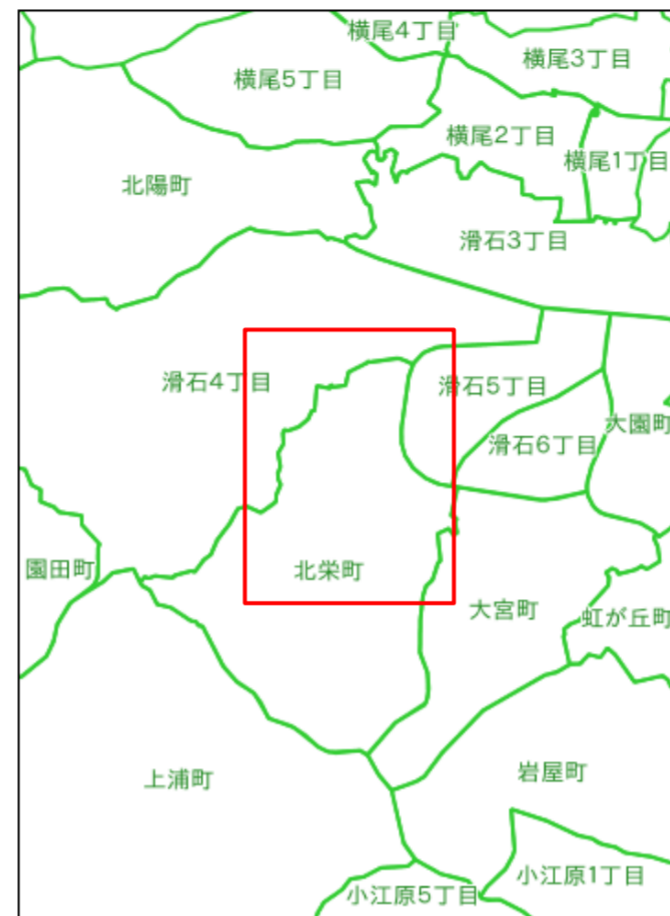 横尾4丁目
横尾3丁目
横尾5丁目
横尾2丁目
横尾1丁目
北陽町
滑石3丁目
滑石4丁目
滑石5丁目
大園町
滑石6丁目
園田町
北栄町
大宮町
虹が丘町
上浦町
岩屋町
小江原1丁目
小江原5丁目